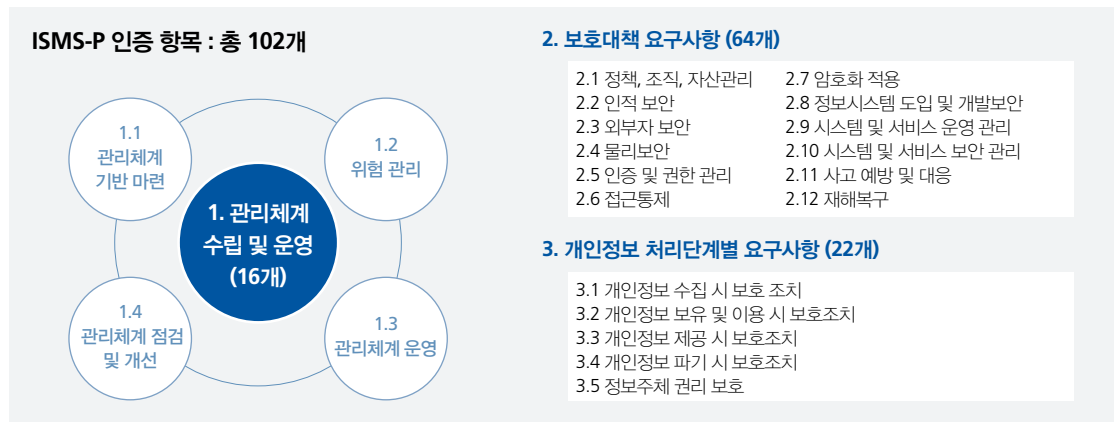 ISMS-P 인증 항목 : 총 102개
1.1
관리체계
기반 마련
1.2
위험 관리
1. 관리체계
수립 및 운영
(16개)
1.4
관리체계 점검
및 개선
1.3
관리체계 운영
2. 보호대책 요구사항 (64개)
2.1 정책, 조직, 자산관리
2.2 인적 보안
2.3 외부자 보안
2.4 물리보안
2.5 인증 및 권한 관리
2.6 접근통제
2.7 암호화 적용
2.8 정보시스템 도입 및 개발보안
2.9 시스템 및 서비스 운영 관리
2.10 시스템 및 서비스 보안 관리
2.11 사고 예방 및 대응
2.12 재해복구
3. 개인정보 처리단계별 요구사항 (22개)
3.1 개인정보 수집 시 보호 조치
3.2 개인정보 보유 및 이용 시 보호조치
3.3 개인정보 제공 시 보호조치
3.4 개인정보 파기 시 보호조치
3.5 정보주체 권리 보호